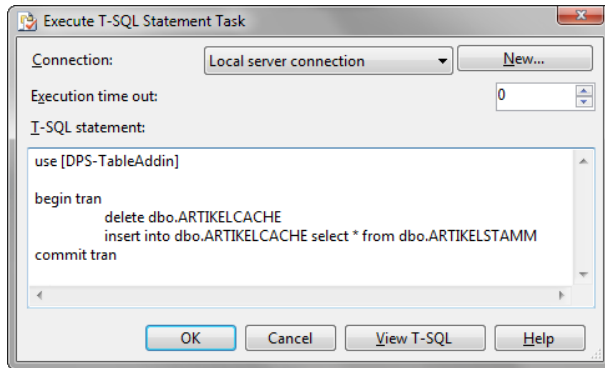 Execute T-SQL Statement Task
Connection:
Local server connection
New...
Execution time out:
0
T-SQL statement:
use [DPS-TableAddin]
begin tran
delete dbo.ARTIKELCACHE
insert into dbo.ARTIKELCACHE select * from dbo.ARTIKELSTAMM
commit tran
OK
Cancel
View T-SQL
Help